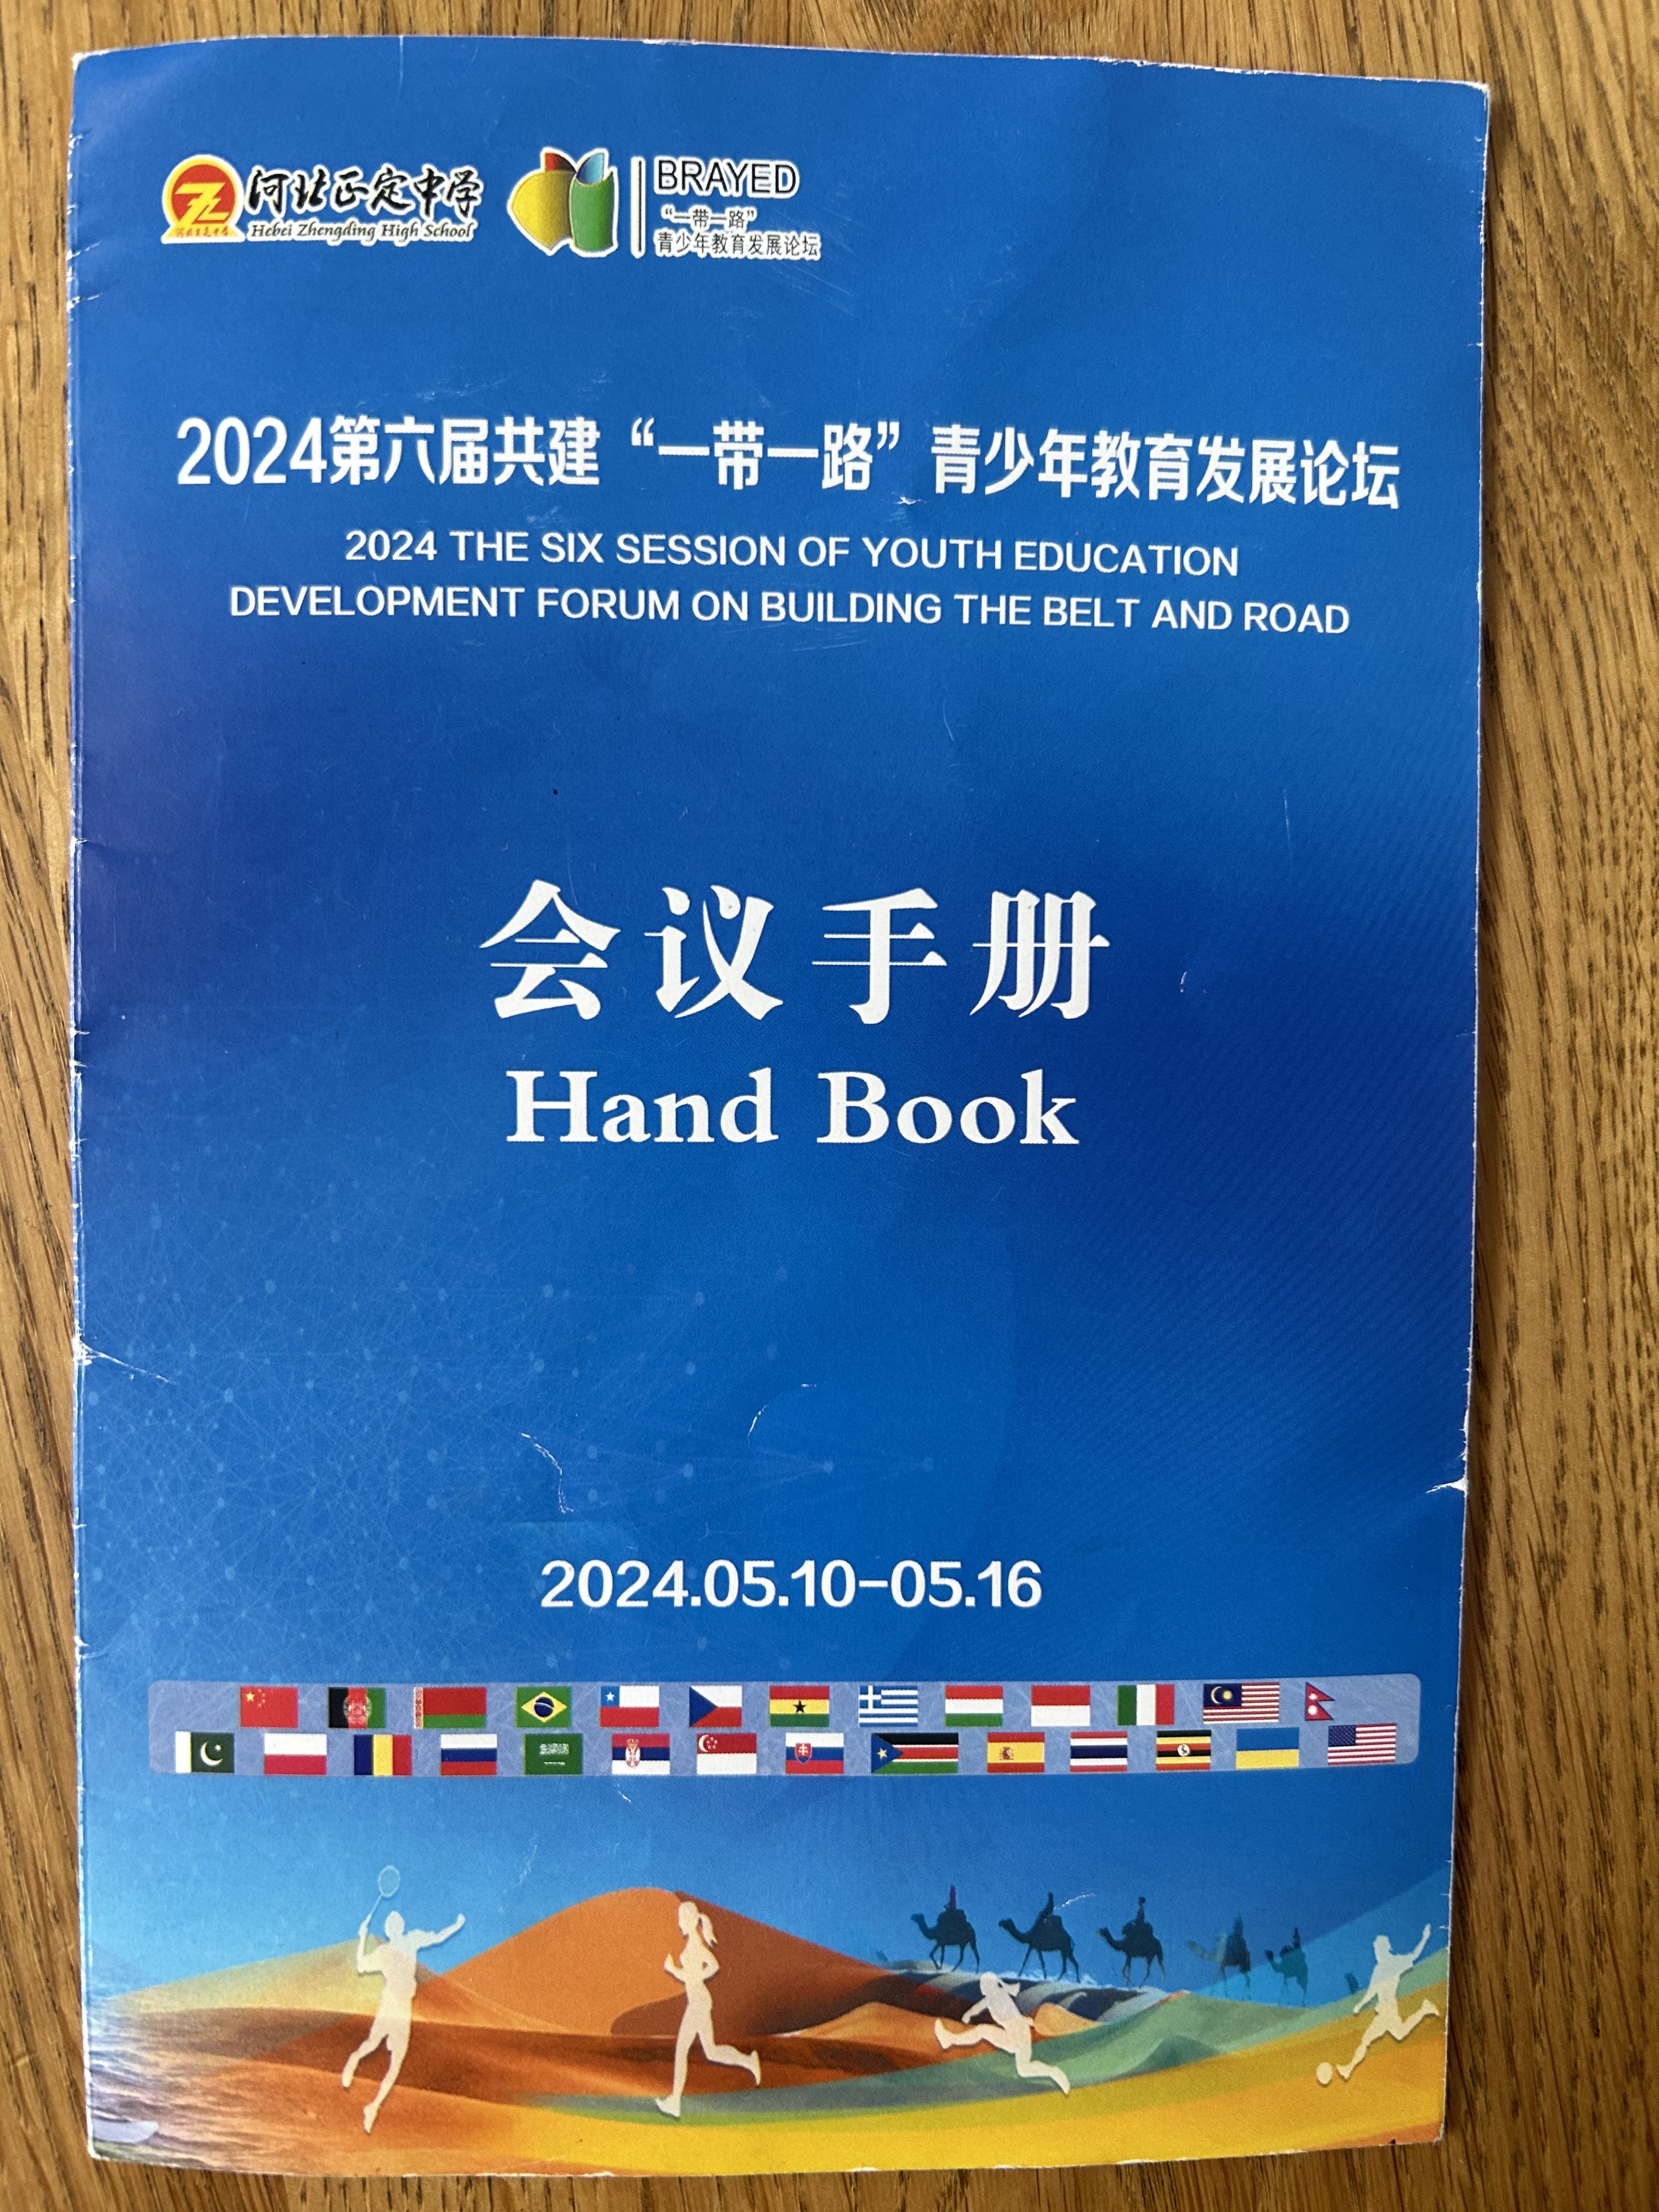 河北正定中学
Hebei Zhengding High School
BRAYED
“一带一路”
青少年教育发展论坛
2024第六届共建“一带一路”青少年教育发展论坛
2024 THE SIX SESSION OF YOUTH EDUCATION
DEVELOPMENT FORUM ON BUILDING THE BELT AND ROAD
会议手册
Hand Book
2024.05.10-05.16